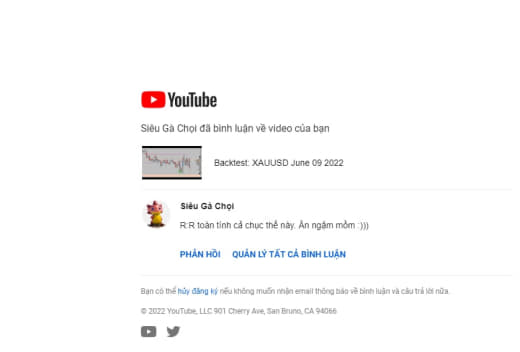 YouTube
Siêu Gà Chọi đã bình luận về video của bạn
Backtest: XAUUSD June 09 2022
Siêu Gà Chọi
R:R toàn tính cả chục thế này. Ăn ngậm mồm :)))
PHẢN HỒI QUẢN LÝ TẤT CẢ BÌNH LUẬN
Bạn có thể hủy đăng ký nếu không muốn nhận email thông báo về bình luận và câu trả lời nữa.
© 2022 YouTube, LLC 901 Cherry Ave, San Bruno, CA 94066